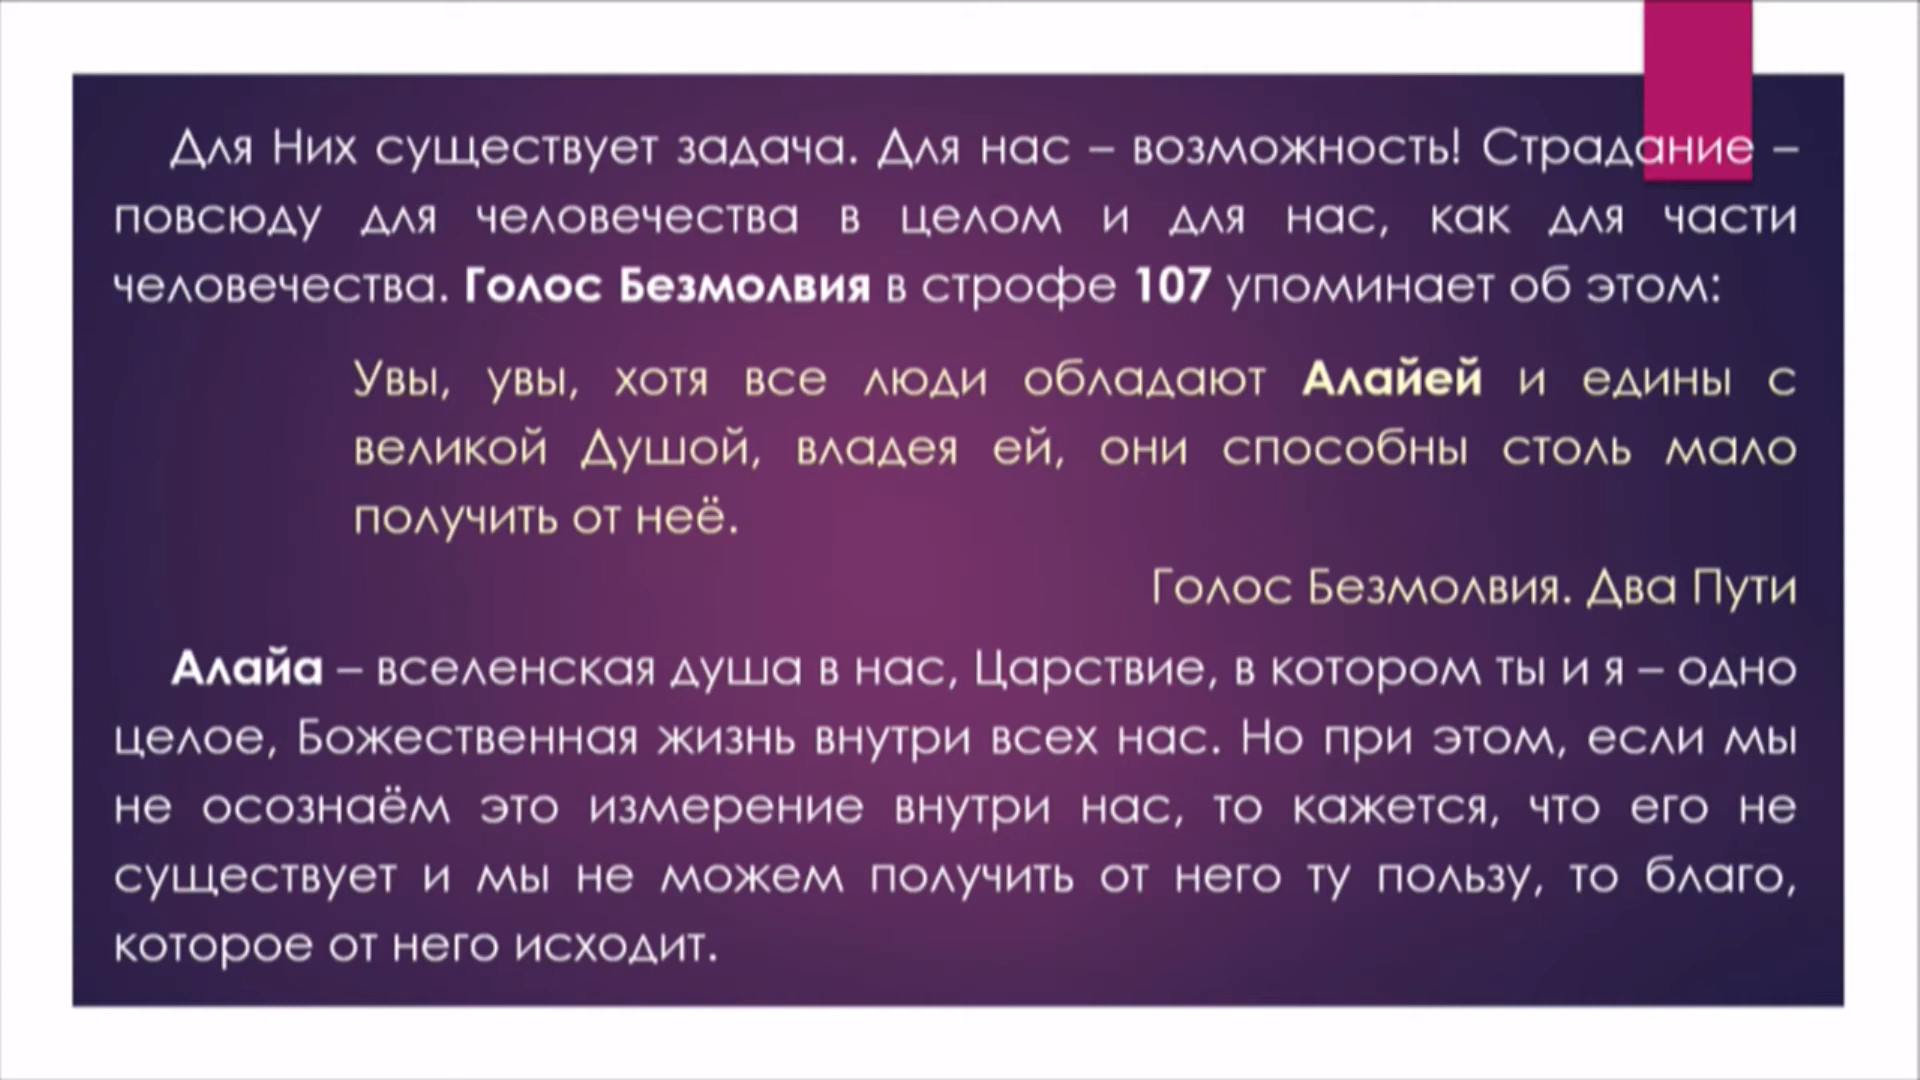 Для Них существует задача. Для нас – возможность! Страдание –
повсюду для человечества в целом и для нас, как для части
человечества. Голос Безмолвия в строфе 107 упоминает об этом:
Увы, увы, хотя все люди обладают Алайей и едины с
великой Душой, владея ей, они способны столь мало
получить от неё.
Голос Безмолвия. Два Пути
Алайа – вселенская душа в нас, Царствие, в котором ты и я – одно
целое, Божественная жизнь внутри всех нас. Но при этом, если мы
не осознаём это измерение внутри нас, то кажется, что его не
существует и мы не можем получить от него ту пользу, то благо,
которое от него исходит.